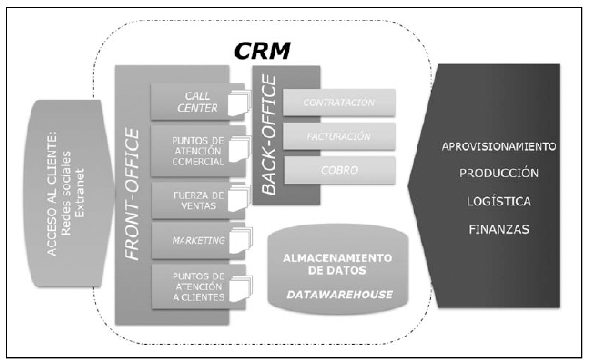 CRM
ACCESO AL CLIENTE:
Redes sociales
Extranet
FRONT-OFFICE
CALL
CENTER
PUNTOS DE
ATENCIÓN
COMERCIAL
FUERZA DE
VENTAS
MARKETING
PUNTOS DE
ATENCIÓN
A CLIENTES
BACK-OFFICE
CONTRATACIÓN
FACTURACIÓN
COBRO
ALMACENAMIENTO
DE DATOS
DATAWAREHOUSE
APROVISIONAMIENTO
PRODUCCIÓN
LOGÍSTICA
FINANZAS